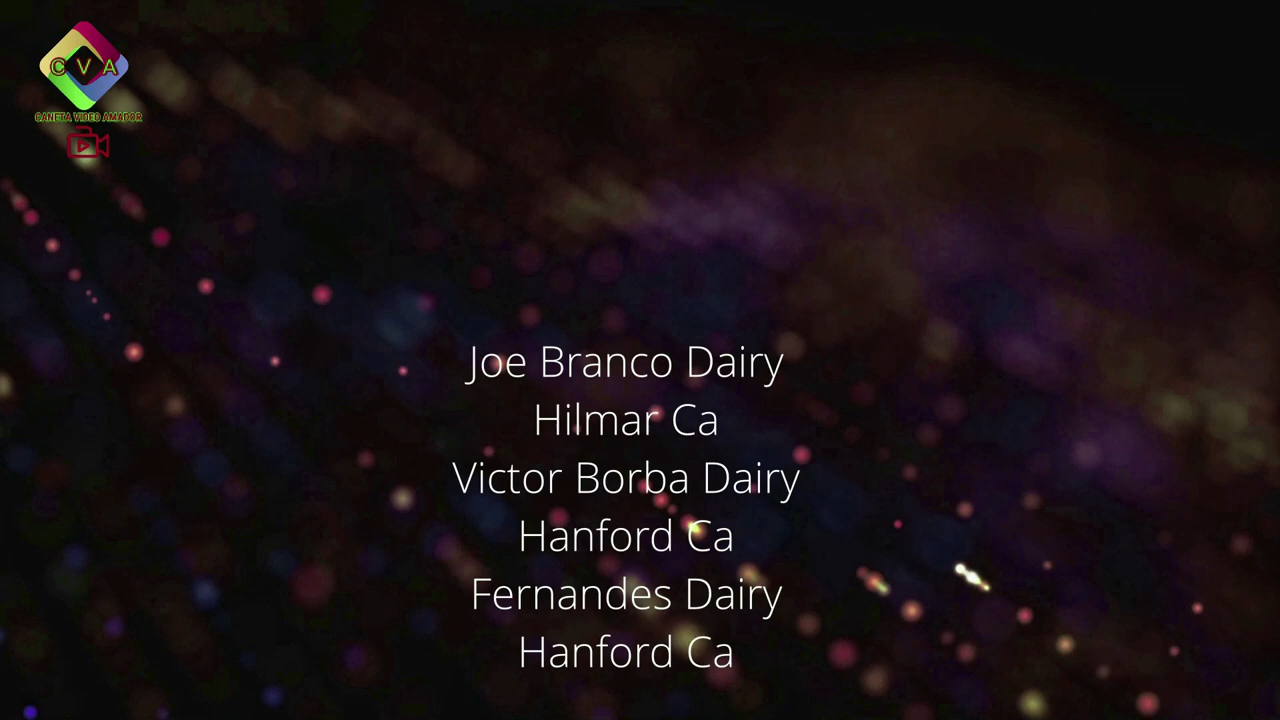 C V A
CANETA VIDEO AMADOR
Joe Branco Dairy
Hilmar Ca
Victor Borba Dairy
Hanford Ca
Fernandes Dairy
Hanford Ca